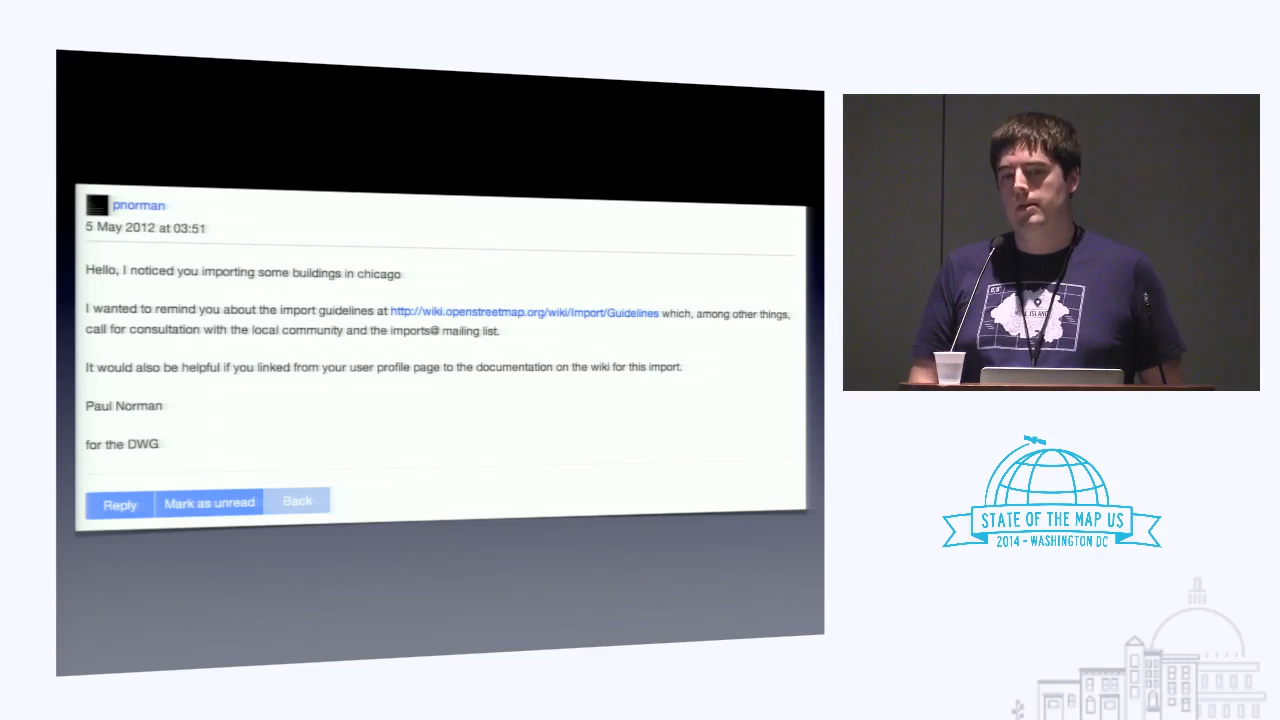 pnorman
5 May 2012 at 03:51
Hello, I noticed you importing some buildings in chicago
I wanted to remind you about the import guidelines at http://wiki.openstreetmap.org/wiki/Import/Guidelines which, among other things,
call for consultation with the local community and the imports@ mailing list.
It would also be helpful if you linked from your user profile page to the documentation on the wiki for this import.
Paul Norman
for the DWG
Reply
Mark as unread
Back
STATE OF THE MAP US
2014 - WASHINGTON DC